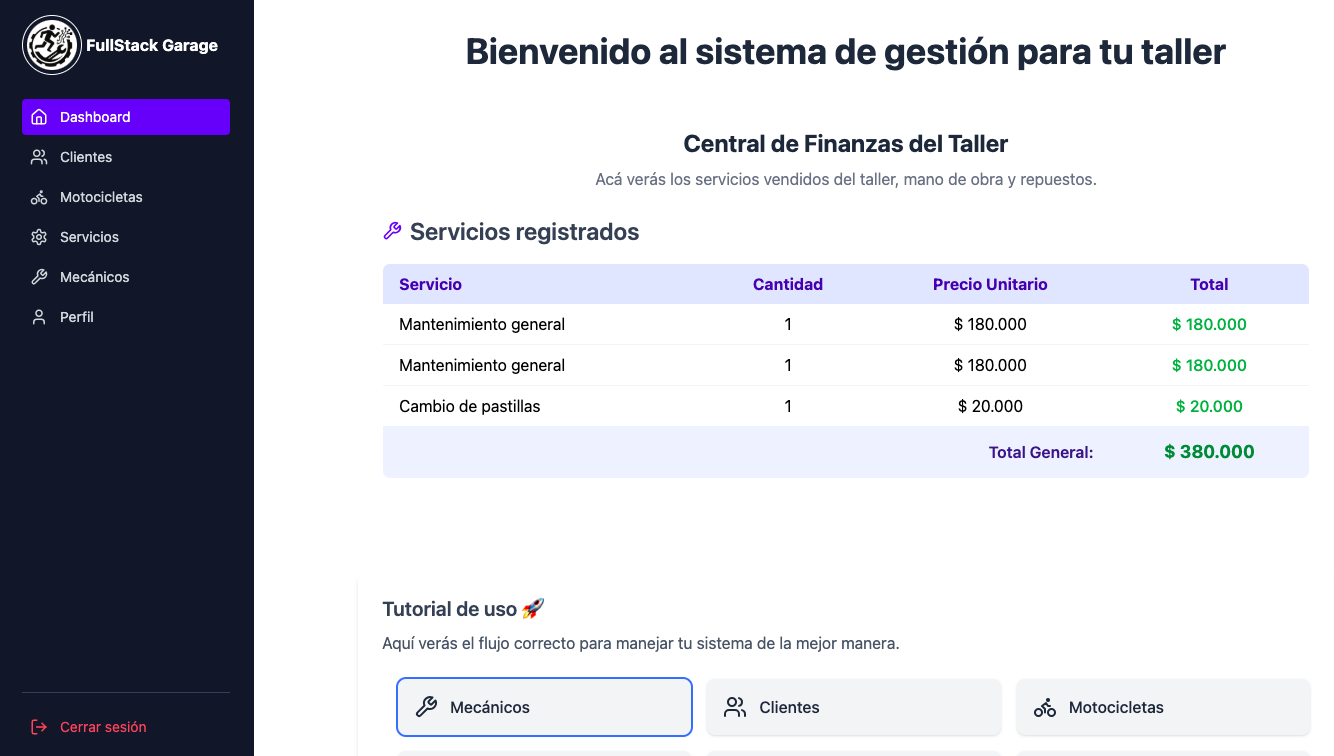 FullStack Garage
Dashboard
Clientes
Motocicletas
Servicios
Mecánicos
Perfil
Cerrar sesión
Bienvenido al sistema de gestión para tu taller
Central de Finanzas del Taller
Acá verás los servicios vendidos del taller, mano de obra y repuestos.
Servicios registrados
Servicio Cantidad Precio Unitario Total
Mantenimiento general 1 $ 180.000 $ 180.000
Mantenimiento general 1 $ 180.000 $ 180.000
Cambio de pastillas 1 $ 20.000 $ 20.000
Total General: $ 380.000
Tutorial de uso 🚀
Aquí verás el flujo correcto para manejar tu sistema de la mejor manera.
Mecánicos Clientes Motocicletas